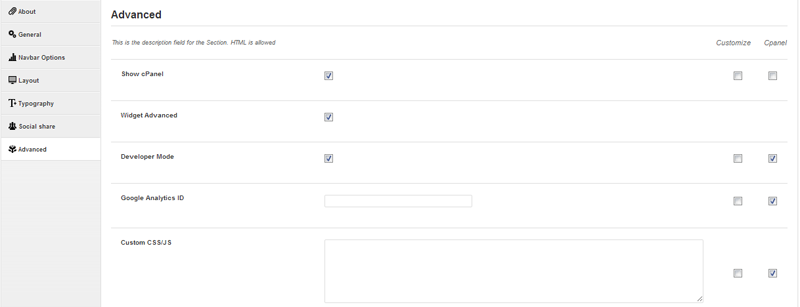 About
General
Navbar Options
Layout
Typography
Social share
Advanced
Advanced
This is the description field for the Section. HTML is allowed
Customize Cpanel
Show cPanel
Widget Advanced
Developer Mode
Google Analytics ID
Custom CSS/JS